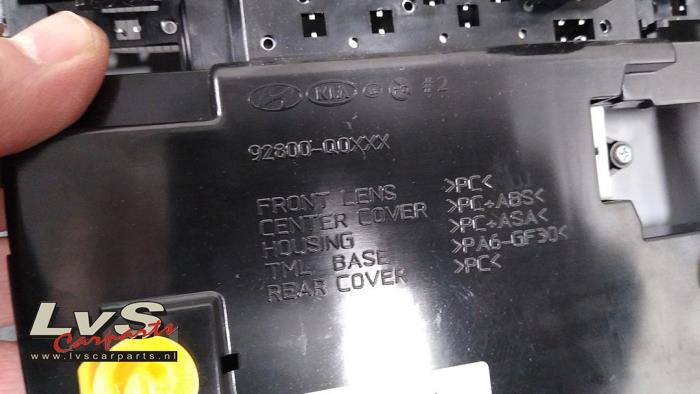 KIA #2
92800-Q0XXX
FRONT LENS >PC<
CENTER COVER >PC+ABS<
HOUSING >PC+ASA<
TML BASE >PA6-GF30<
REAR COVER >PC<
LvS
Carparts
www.lvscarparts.nl